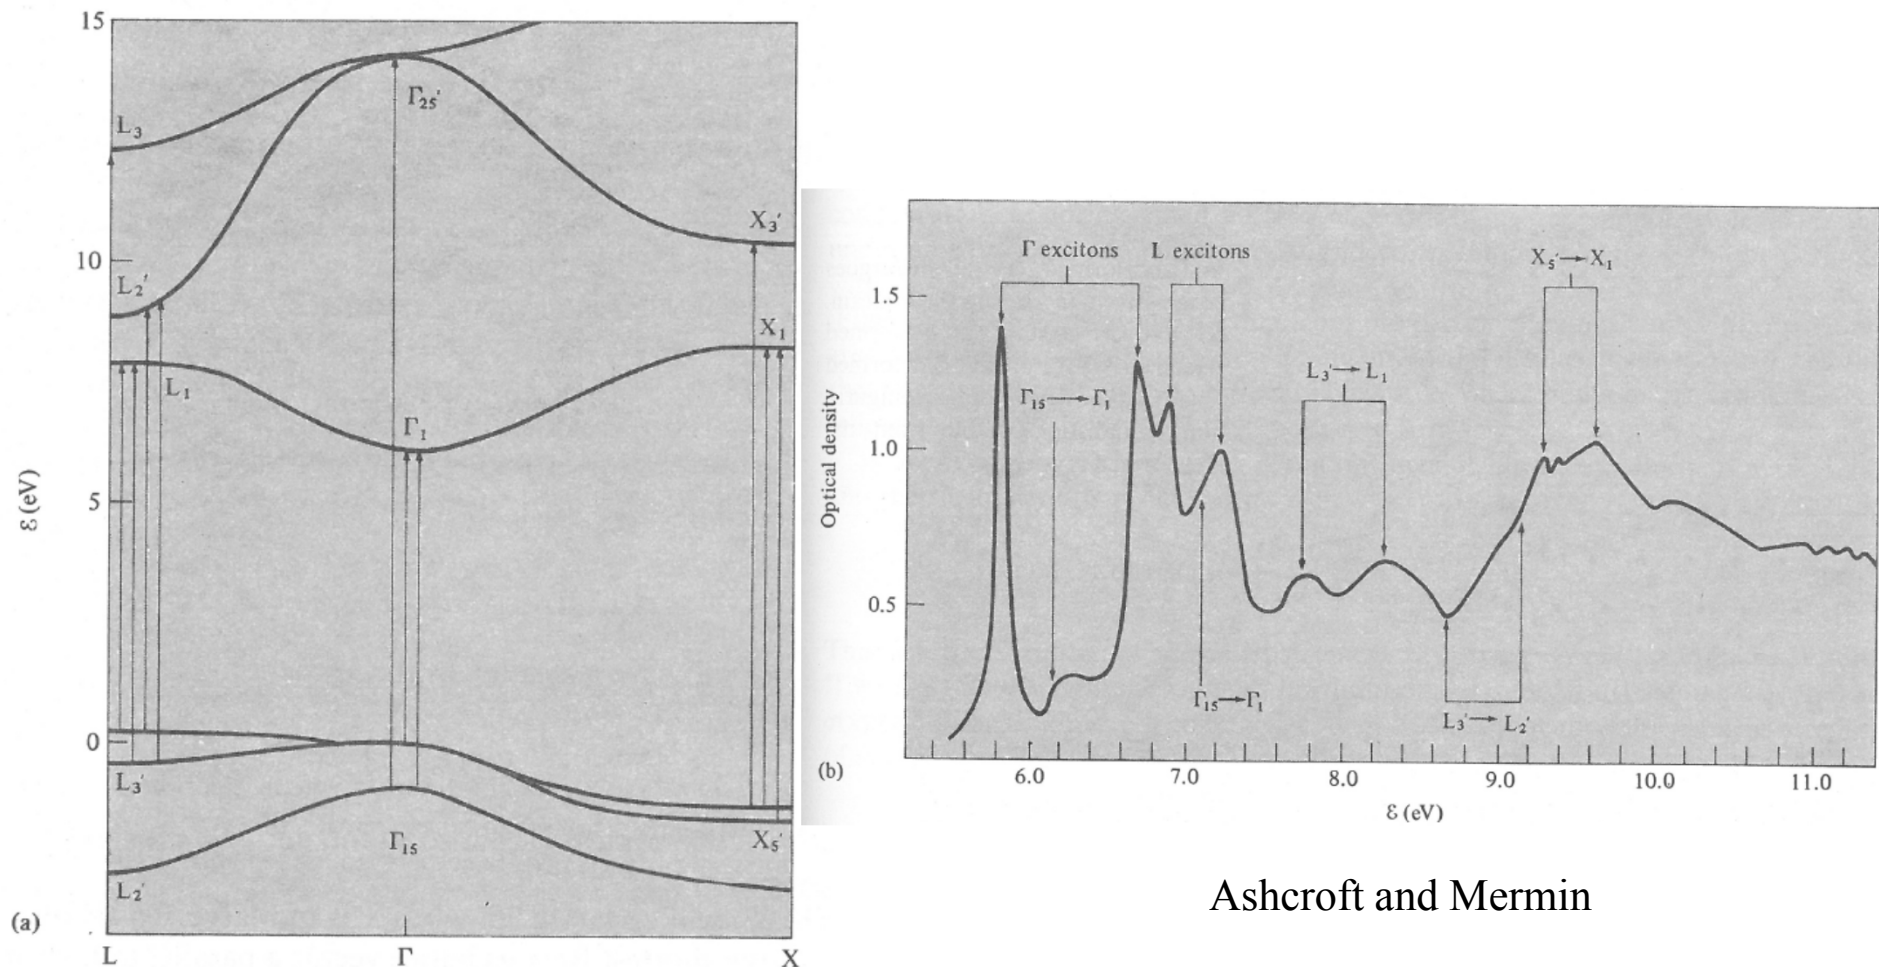 15
10
5
0
ℰ (eV)
L₃
L₂′
L₁
L₃′
L₂′
Γ₂₅′
Γ₁
Γ₁₅
X₃′
X₁
X₅′
(a)
L
Γ
X
Γ excitons
L excitons
X₅′→X₁
1.5
1.0
0.5
Optical density
Γ₁₅→Γ₁
L₃′→L₁
Γ₁₅→Γ₁
L₃′→L₂′
(b)
6.0
7.0
8.0
9.0
10.0
11.0
ℰ (eV)
Ashcroft and Mermin